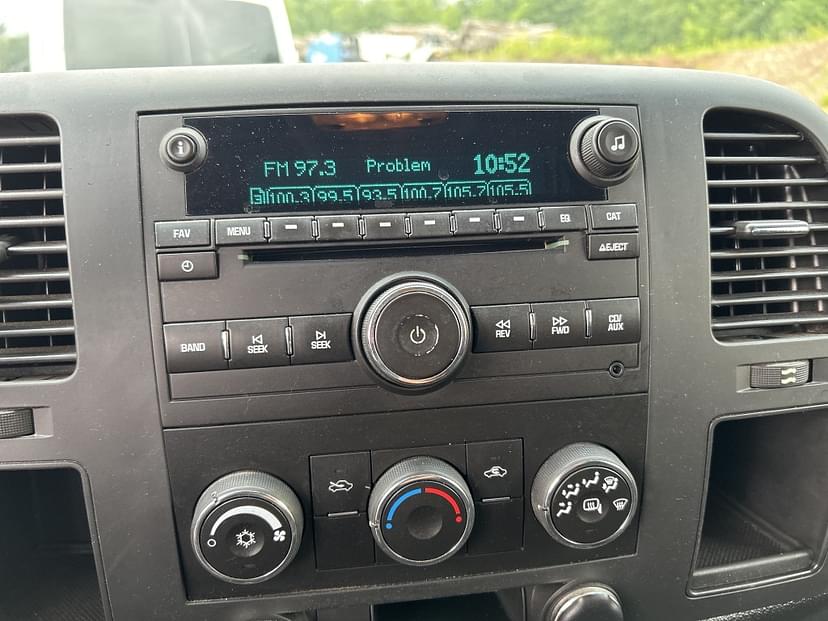 FM 97.3 Problem 10:52
100.3 99.5 93.5 100.7 105.7 105.5
FAV MENU EQ CAT
EJECT
BAND SEEK SEEK REV FWD CD/AUX